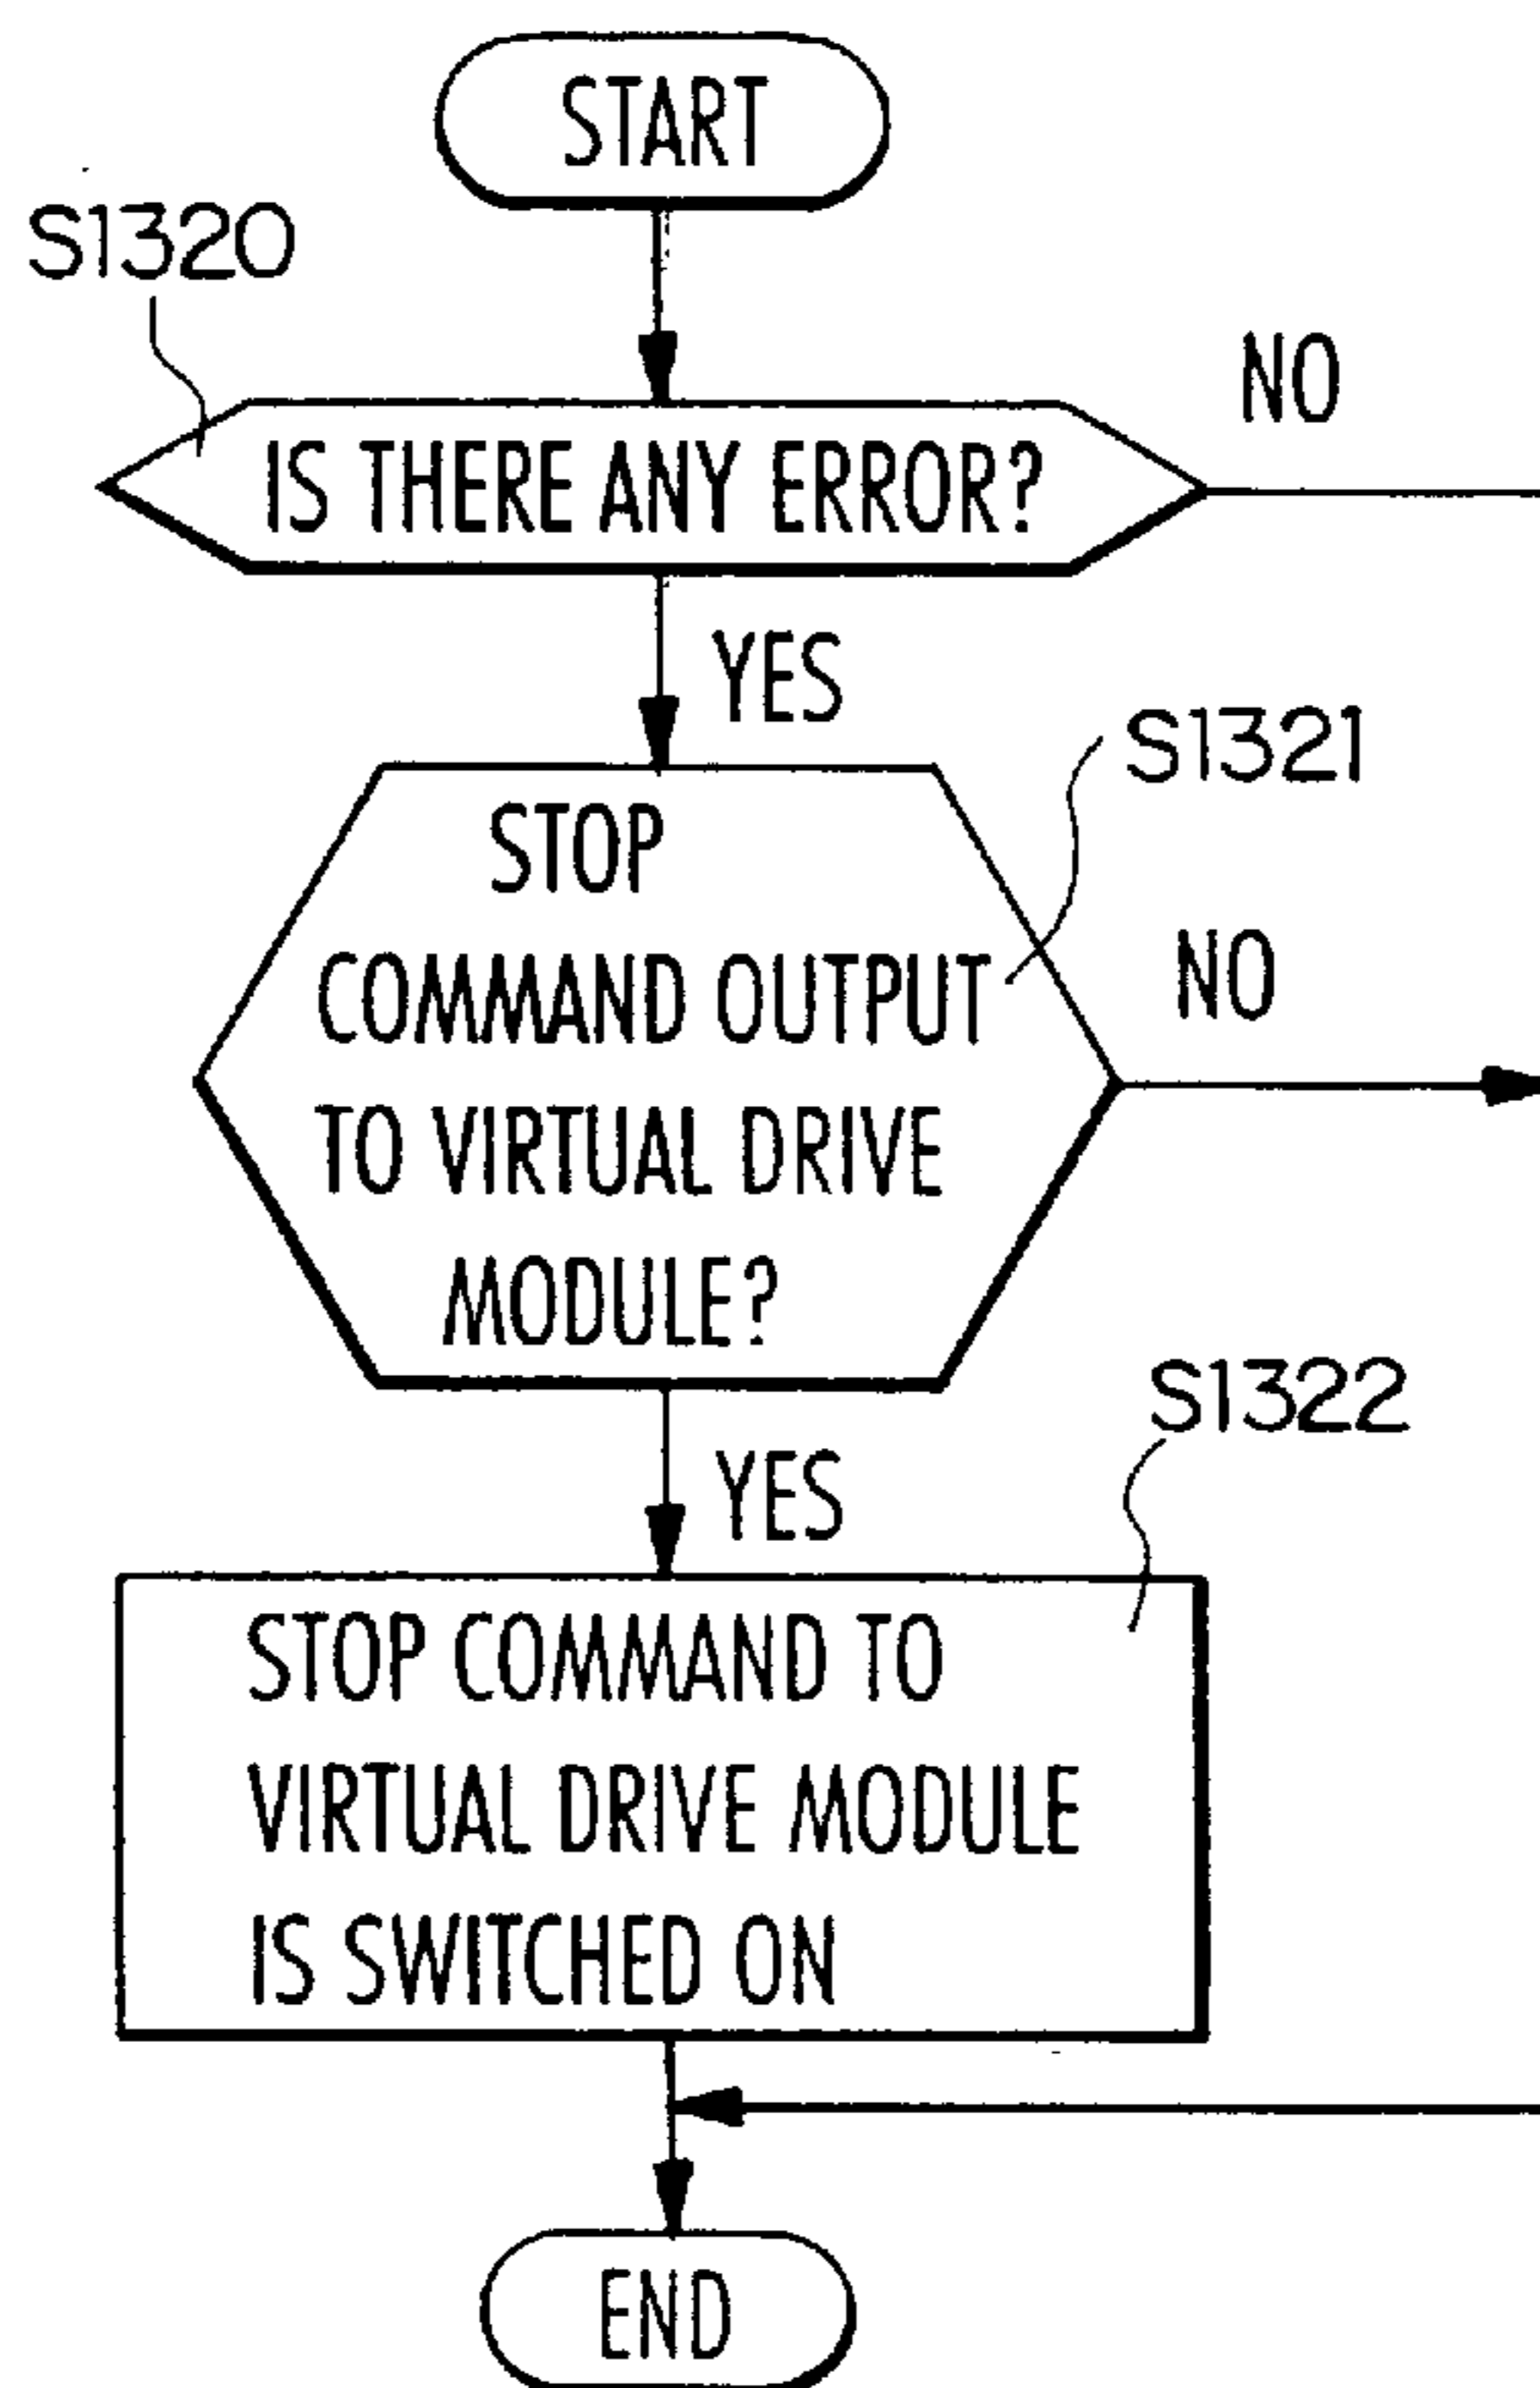 START
S1320
NO
IS THERE ANY ERROR?
YES
S1321
STOP
COMMAND OUTPUT
NO
TO VIRTUAL DRIVE
MODULE?
S1322
YES
STOP COMMAND TO
VIRTUAL DRIVE MODULE
IS SWITCHED ON
END